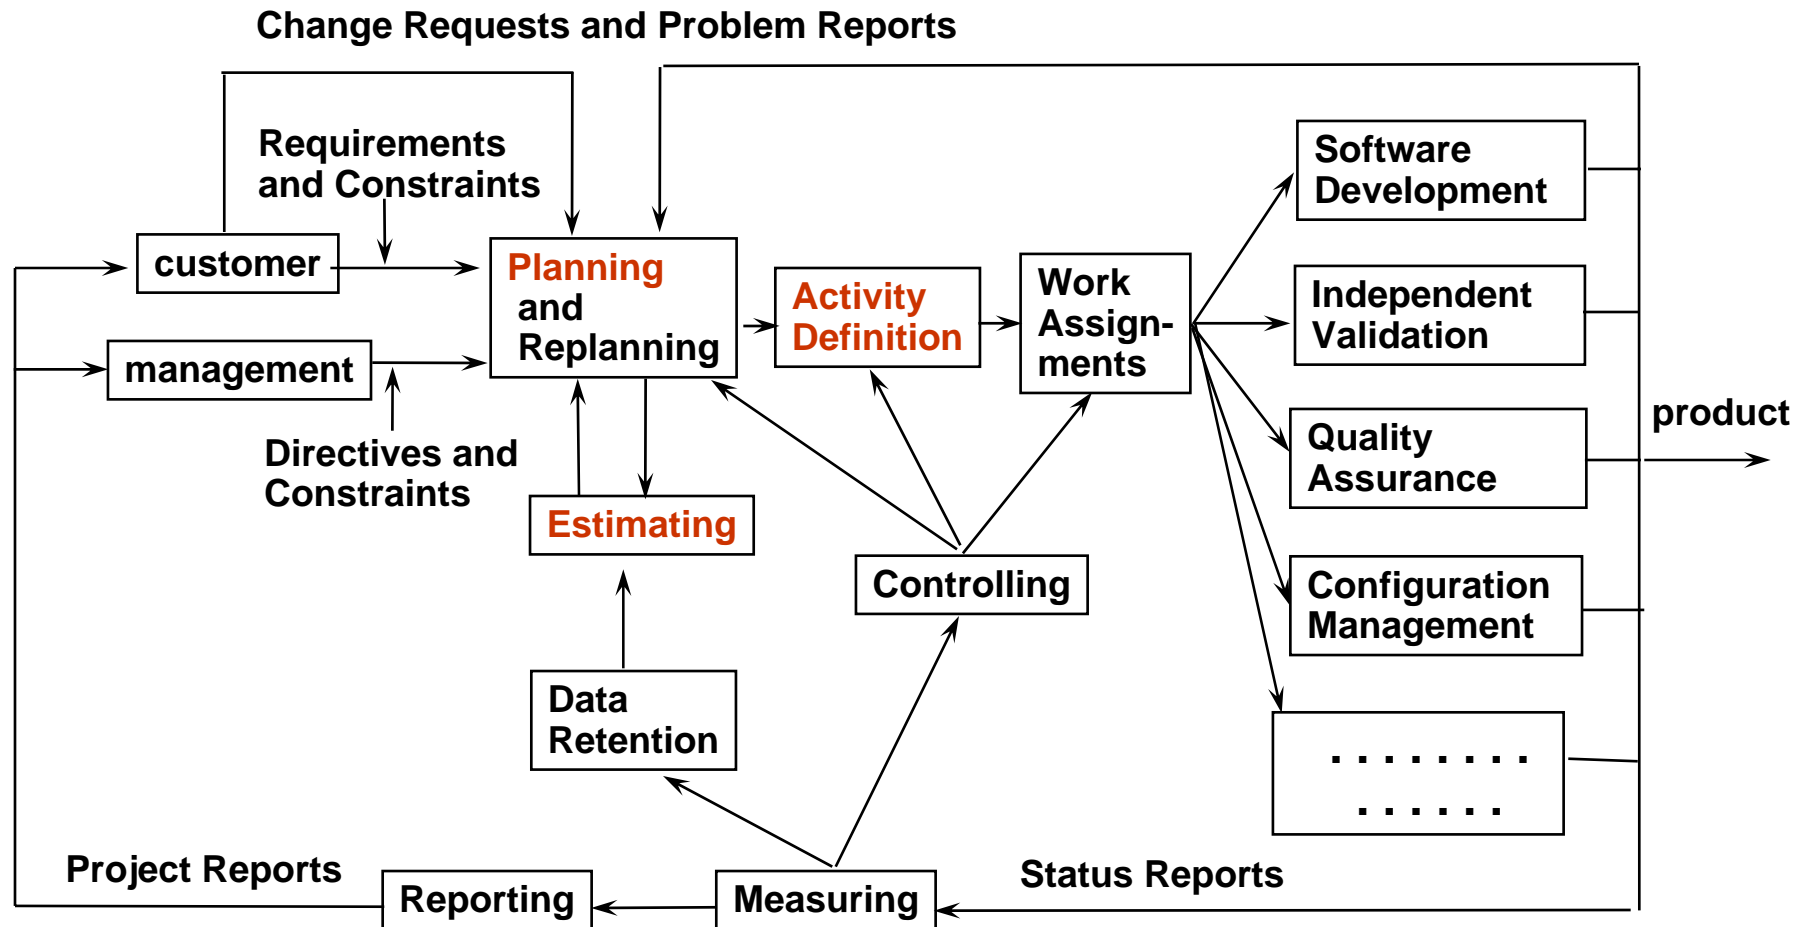 Change Requests and Problem Reports
Requirements
and Constraints
customer
management
Directives and
Constraints
Planning
and
Replanning
Estimating
Data
Retention
Activity
Definition
Work
Assign-
ments
Controlling
Software
Development
Independent
Validation
Quality
Assurance
Configuration
Management
. . . . . . . .
. . . . . .
product
Project Reports
Reporting
Measuring
Status Reports